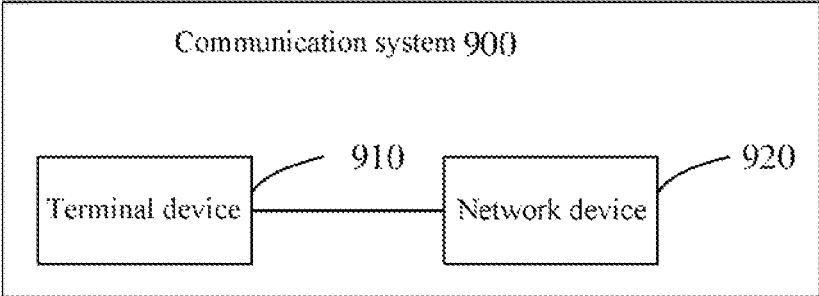 Communication system 900
910
920
Terminal device
Network device